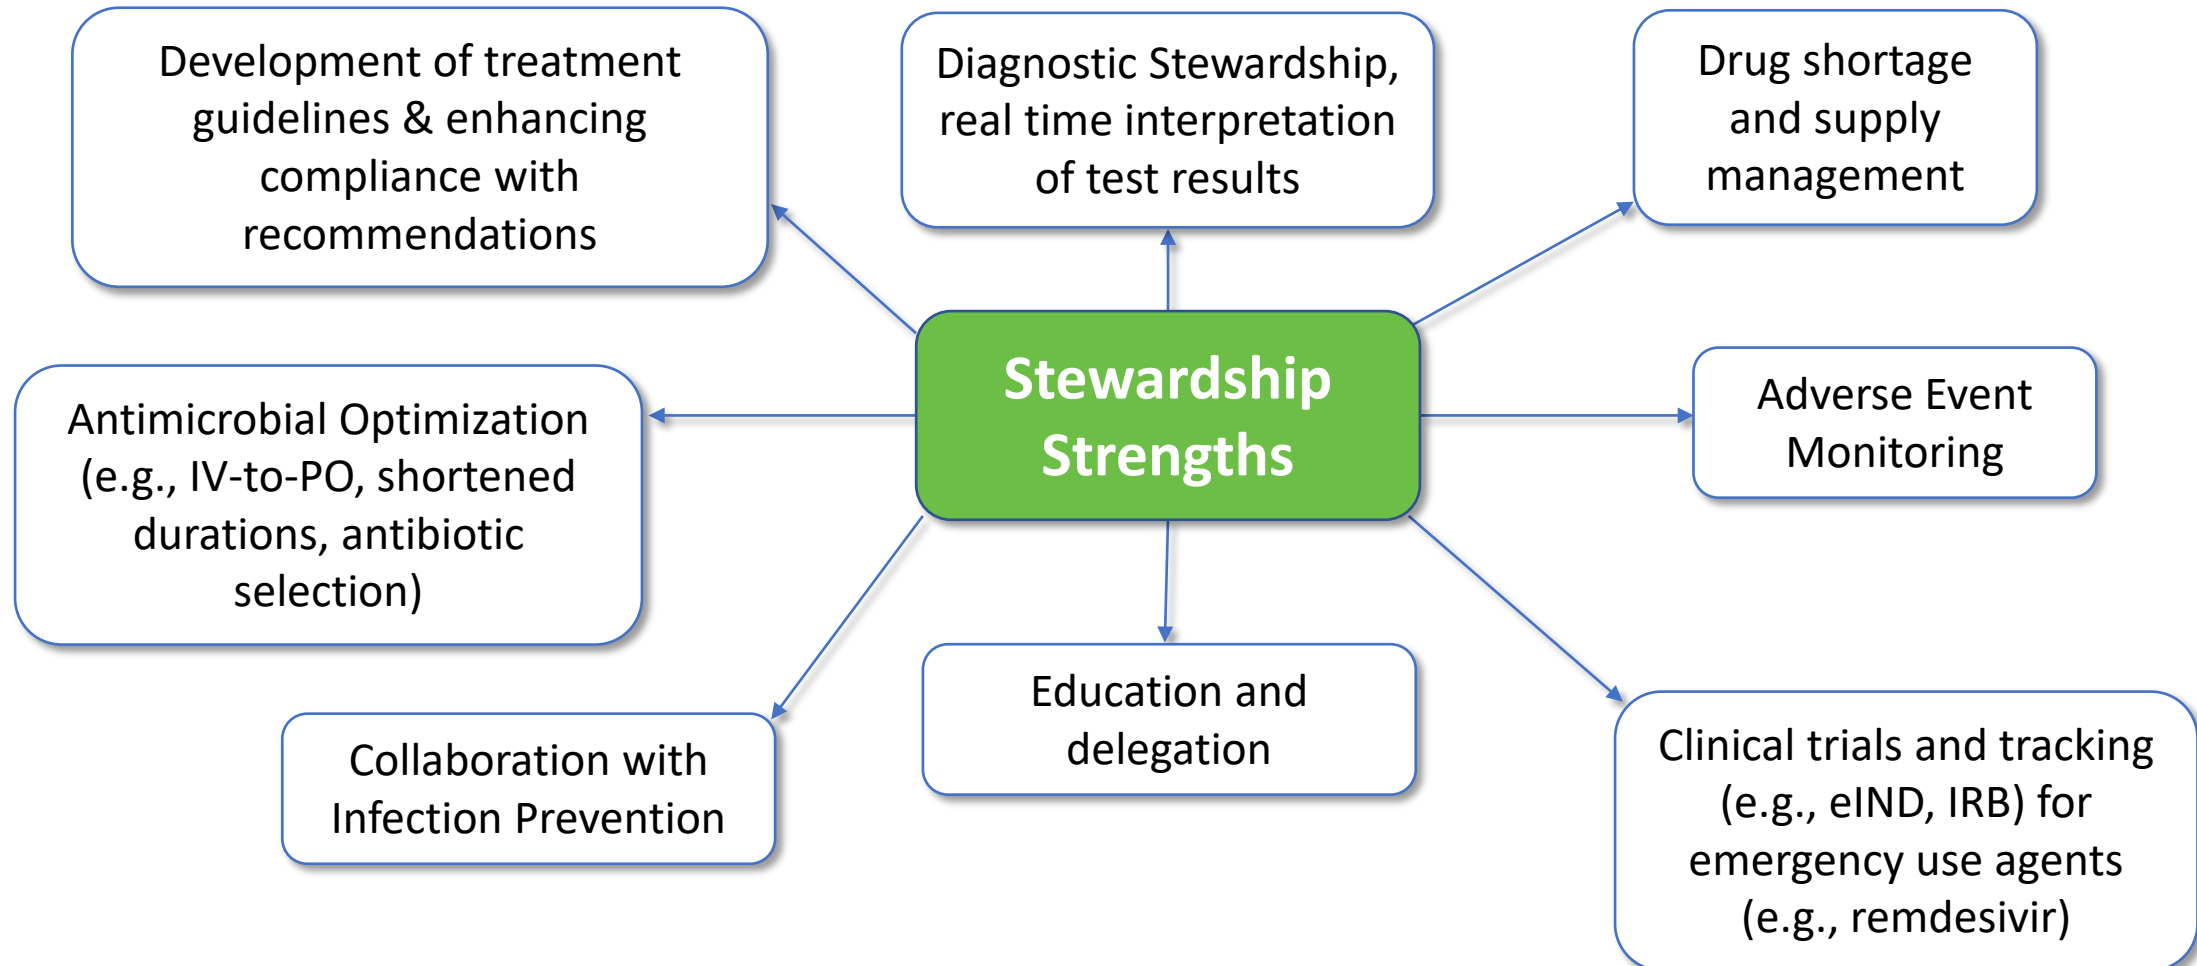 Development of treatment
guidelines & enhancing
compliance with
recommendations
Diagnostic Stewardship,
real time interpretation
of test results
Drug shortage
and supply
management
Stewardship
Strengths
Antimicrobial Optimization
(e.g., IV-to-PO, shortened
durations, antibiotic
selection)
Adverse Event
Monitoring
Collaboration with
Infection Prevention
Education and
delegation
Clinical trials and tracking
(e.g., eIND, IRB) for
emergency use agents
(e.g., remdesivir)